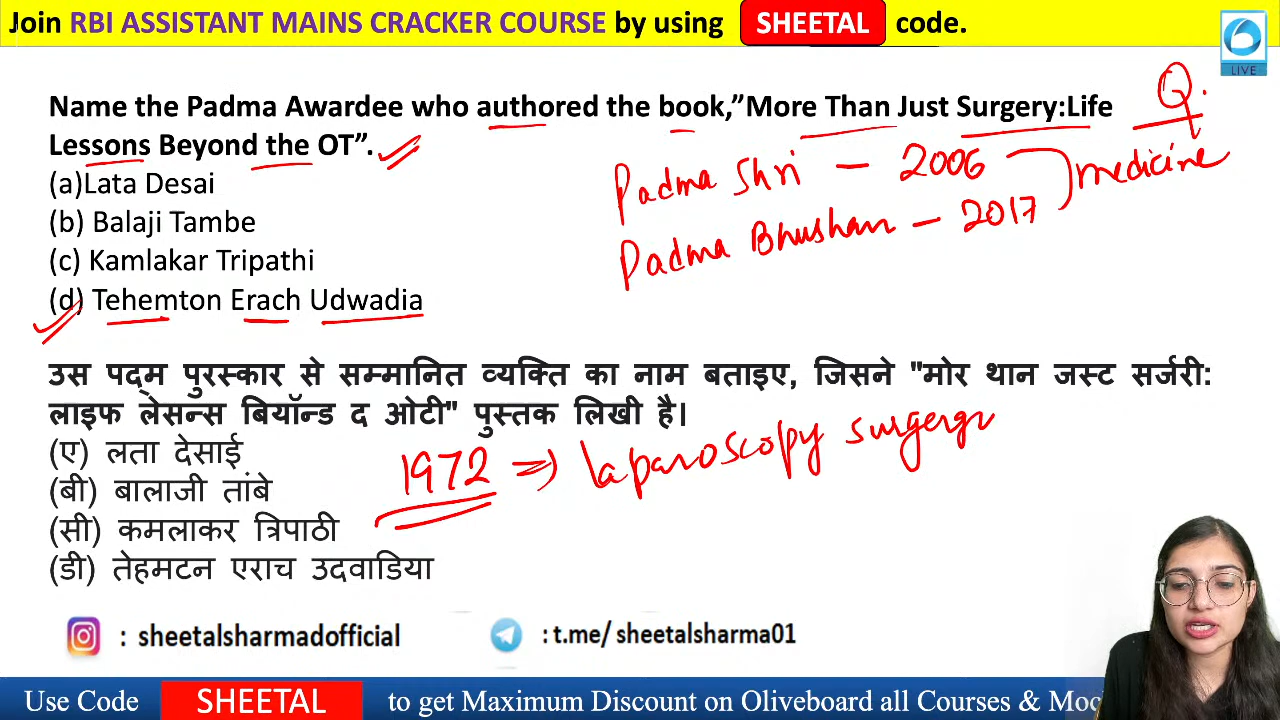 Join RBI ASSISTANT MAINS CRACKER COURSE by using SHEETAL code.
LIVE
Name the Padma Awardee who authored the book,”More Than Just Surgery:Life
Lessons Beyond the OT”.
Q.
(a)Lata Desai
(b) Balaji Tambe
(c) Kamlakar Tripathi
(d) Tehemton Erach Udwadia
Padma Shri – 2006
Padma Bhushan – 2017
medicine
उस पद्म पुरस्कार से सम्मानित व्यक्ति का नाम बताइए, जिसने "मोर थान जस्ट सर्जरी:
लाइफ लेसन्स बियॉन्ड द ओटी" पुस्तक लिखी है।
(ए) लता देसाई
(बी) बालाजी तांबे
(सी) कमलाकर त्रिपाठी
(डी) तेहमटन एराच उदवाडिया
1972 => laparoscopy
: sheetalsharmadofficial
: t.me/ sheetalsharma01
Use Code SHEETAL to get Maximum Discount on Oliveboard all Courses & Moc